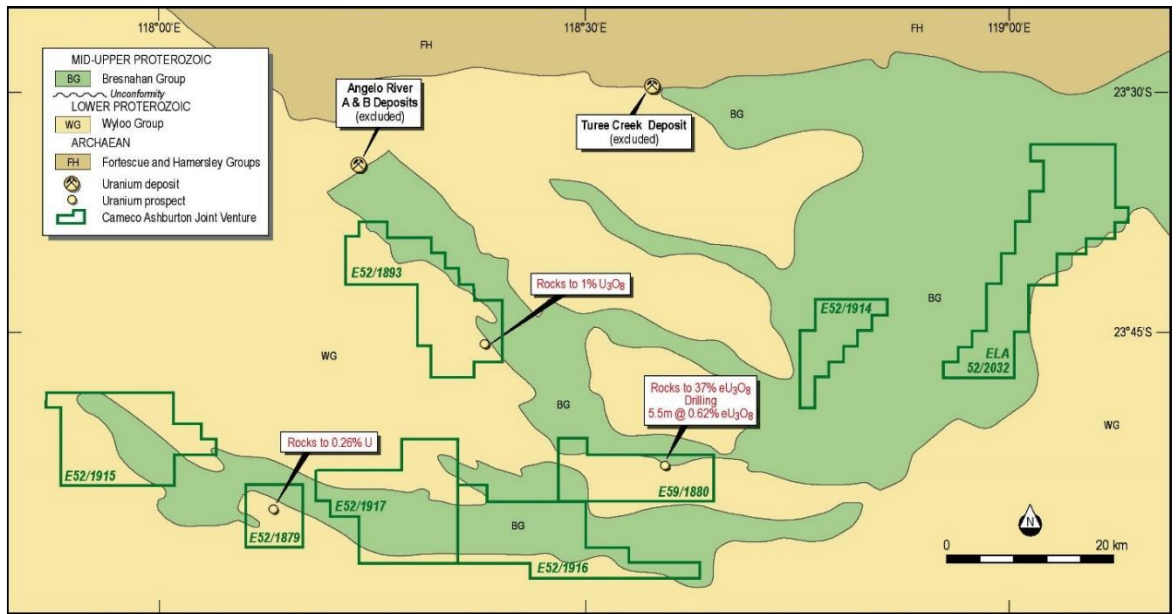 118°00'E
118°30'E
119°00'E
FH
FH
MID-UPPER PROTEROZOIC
BG Bresnahan Group
Unconformity
LOWER PROTEROZOIC
WG Wyloo Group
ARCHAEAN
FH Fortescue and Hamersley Groups
Uranium deposit
Uranium prospect
Cameco Ashburton Joint Venture
Angelo River
A & B Deposits
(excluded)
Turee Creek Deposit
(excluded)
23°30'S
BG
E52/1893
Rocks to 1% U₃O₈
BG
E52/1914
23°45'S
WG
ELA
52/2032
Rocks to 37% eU₃O₈
Drilling
5.5m @ 0.62% eU₃O₈
BG
WG
Rocks to 0.26% U
E52/1915
E59/1880
E52/1917
BG
E52/1879
E52/1916
N
0 20 km